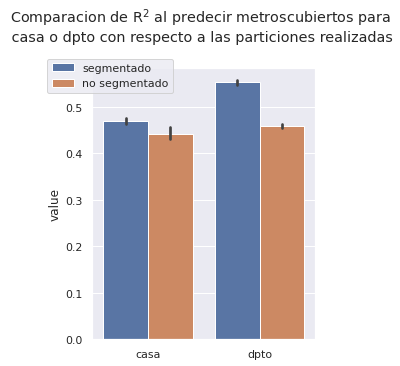 Comparacion de R² al predecir metroscubiertos para
casa o dpto con respecto a las particiones realizadas
segmentado
no segmentado
0.5
0.4
0.3
0.2
0.1
0.0
value
casa dpto